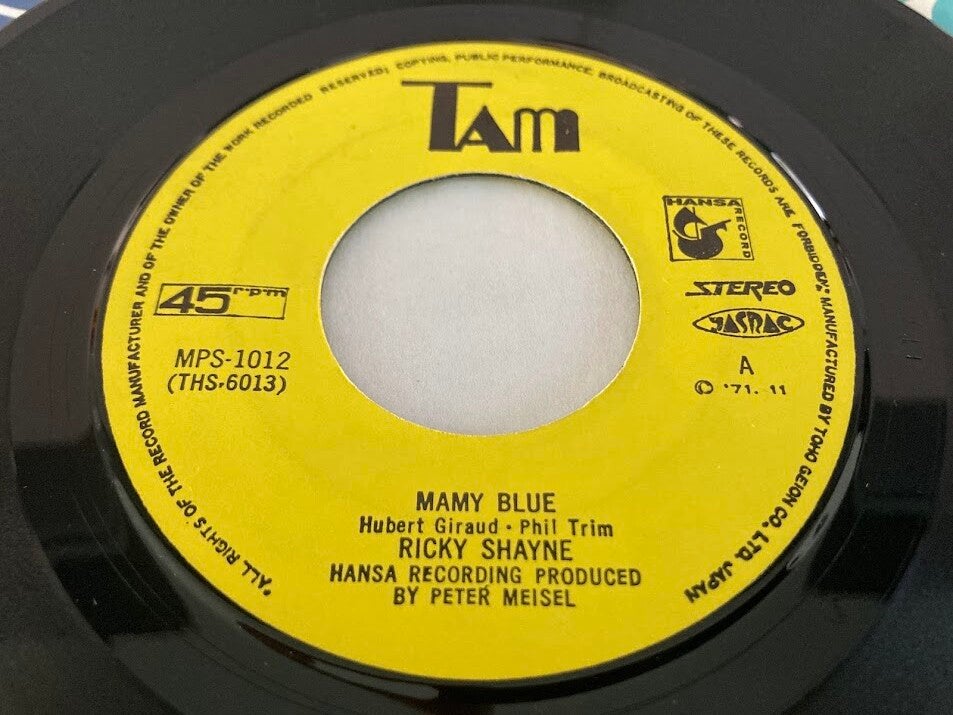 *ALL RIGHTS OF THE RECORD MANUFACTURER AND OF THE OWNER OF THE WORK RECORDED RESERVED; COPYING, PUBLIC PERFORMANCE, BROADCASTING OF THESE RECORDS ARE FORBIDDEN* MANUFACTURED BY TOHO GEION CO., LTD. JAPAN
TAM
HANSA
RECORD
45 rpm
STEREO
MPS-1012
JASRAC
(THS-6013)
A
© '71. 11
MAMY BLUE
Hubert Giraud · Phil Trim
RICKY SHAYNE
HANSA RECORDING PRODUCED
BY PETER MEISEL